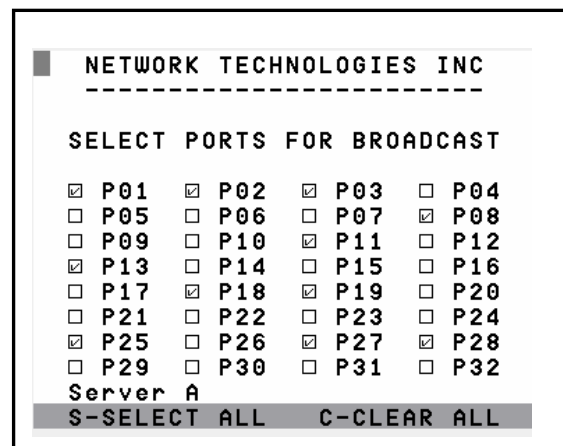 NETWORK TECHNOLOGIES INC
------------------------
SELECT PORTS FOR BROADCAST
☑ P01 ☑ P02 ☑ P03 ☐ P04
☐ P05 ☐ P06 ☐ P07 ☑ P08
☐ P09 ☐ P10 ☑ P11 ☐ P12
☑ P13 ☐ P14 ☐ P15 ☐ P16
☐ P17 ☑ P18 ☑ P19 ☐ P20
☐ P21 ☐ P22 ☐ P23 ☐ P24
☑ P25 ☐ P26 ☑ P27 ☑ P28
☐ P29 ☐ P30 ☐ P31 ☐ P32
Server A
S-SELECT ALL C-CLEAR ALL